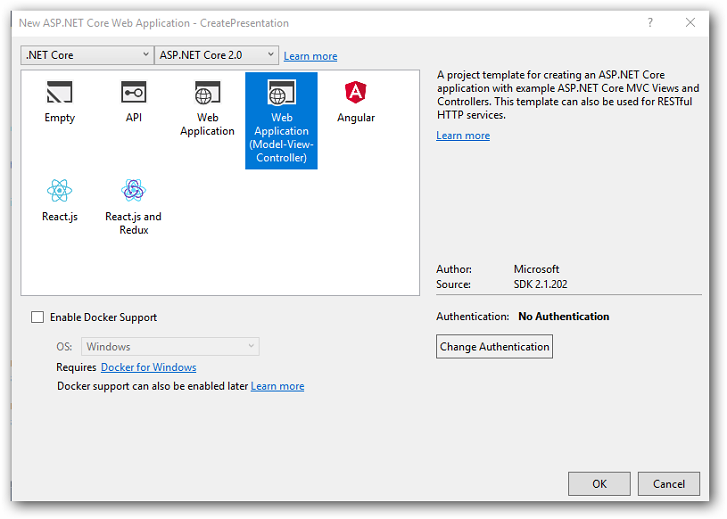 New ASP.NET Core Web Application - CreatePresentation
.NET Core
ASP.NET Core 2.0
Learn more
Empty
API
Web
Application
Web
Application
(Model-View-
Controller)
Angular
React.js
React.js and
Redux
A project template for creating an ASP.NET Core
application with example ASP.NET Core MVC Views and
Controllers. This template can also be used for RESTful
HTTP services.
Learn more
Author: Microsoft
Source: SDK 2.1.202
Authentication: No Authentication
Change Authentication
Enable Docker Support
OS: Windows
Requires Docker for Windows
Docker support can also be enabled later Learn more
OK
Cancel